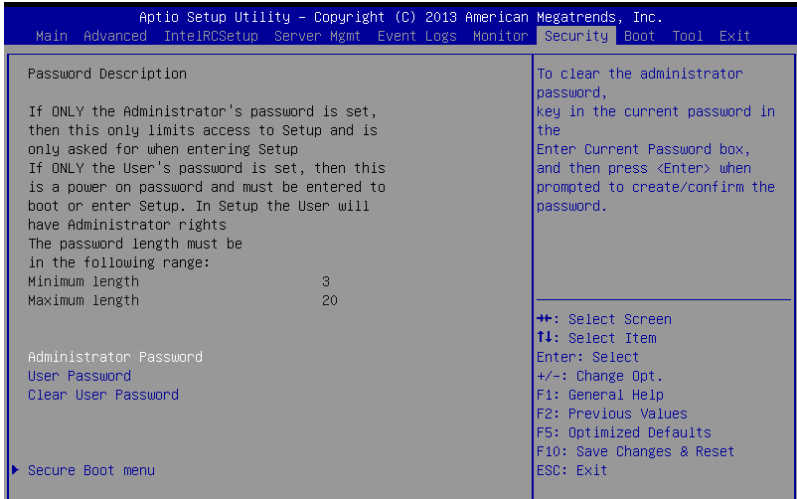 Aptio Setup Utility – Copyright (C) 2013 American Megatrends, Inc.
Main Advanced IntelRCSetup Server Mgmt Event Logs Monitor Security Boot Tool Exit
Password Description
If ONLY the Administrator's password is set,
then this only limits access to Setup and is
only asked for when entering Setup
If ONLY the User's password is set, then this
is a power on password and must be entered to
boot or enter Setup. In Setup the User will
have Administrator rights
The password length must be
in the following range:
Minimum length 3
Maximum length 20
Administrator Password
User Password
Clear User Password
Secure Boot menu
To clear the administrator
password,
key in the current password in
the
Enter Current Password box,
and then press <Enter> when
prompted to create/confirm the
password.
→←: Select Screen
↑↓: Select Item
Enter: Select
+/-: Change Opt.
F1: General Help
F2: Previous Values
F5: Optimized Defaults
F10: Save Changes & Reset
ESC: Exit